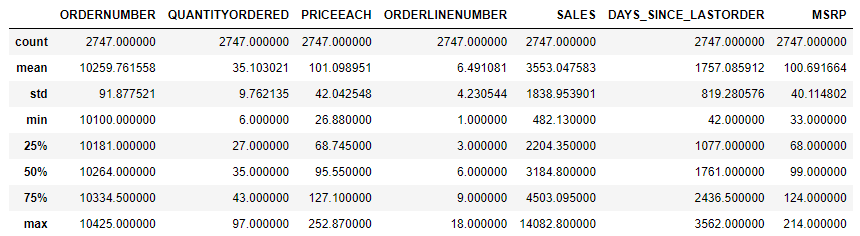 ORDERNUMBER QUANTITYORDERED PRICEEACH ORDERLINENUMBER SALES DAYS_SINCE_LASTORDER MSRP
count 2747.000000 2747.000000 2747.000000 2747.000000 2747.000000 2747.000000 2747.000000
mean 10259.761558 35.103021 101.098951 6.491081 3553.047583 1757.085912 100.691664
std 91.877521 9.762135 42.042548 4.230544 1838.953901 819.280576 40.114802
min 10100.000000 6.000000 26.880000 1.000000 482.130000 42.000000 33.000000
25% 10181.000000 27.000000 68.745000 3.000000 2204.350000 1077.000000 68.000000
50% 10264.000000 35.000000 95.550000 6.000000 3184.800000 1761.000000 99.000000
75% 10334.500000 43.000000 127.100000 9.000000 4503.095000 2436.500000 124.000000
max 10425.000000 97.000000 252.870000 18.000000 14082.800000 3562.000000 214.000000